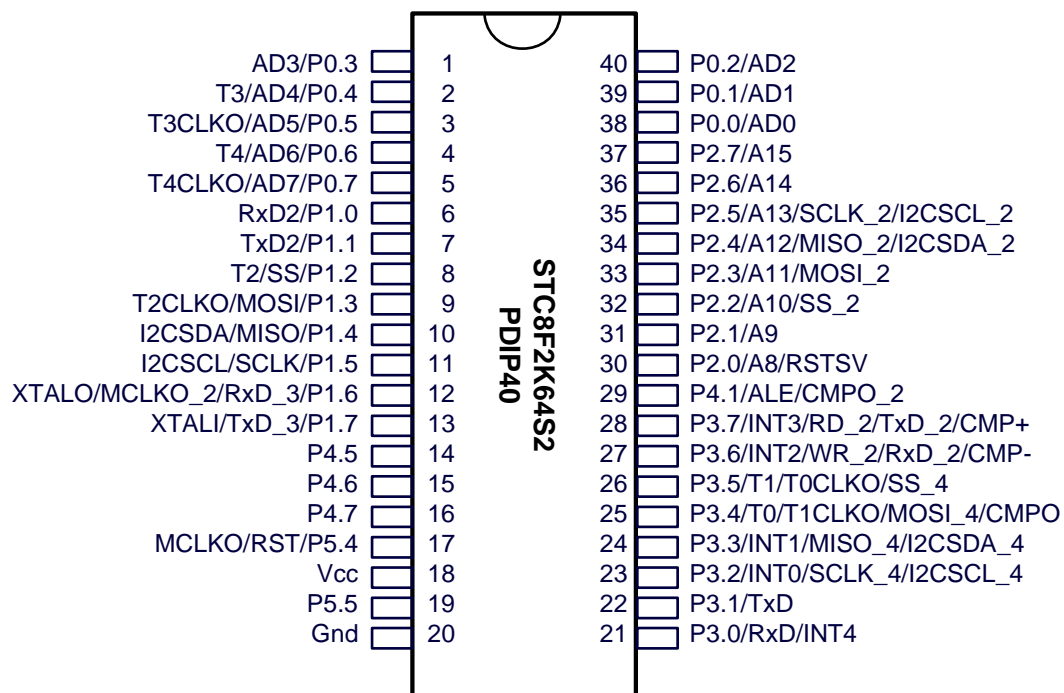 AD3/P0.3 1 40 P0.2/AD2
T3/AD4/P0.4 2 39 P0.1/AD1
T3CLKO/AD5/P0.5 3 38 P0.0/AD0
T4/AD6/P0.6 4 37 P2.7/A15
T4CLKO/AD7/P0.7 5 36 P2.6/A14
RxD2/P1.0 6 35 P2.5/A13/SCLK_2/I2CSCL_2
TxD2/P1.1 7 34 P2.4/A12/MISO_2/I2CSDA_2
T2/SS/P1.2 8 33 P2.3/A11/MOSI_2
T2CLKO/MOSI/P1.3 9 32 P2.2/A10/SS_2
I2CSDA/MISO/P1.4 10 31 P2.1/A9
I2CSCL/SCLK/P1.5 11 30 P2.0/A8/RSTSV
XTALO/MCLKO_2/RxD_3/P1.6 12 29 P4.1/ALE/CMPO_2
XTALI/TxD_3/P1.7 13 28 P3.7/INT3/RD_2/TxD_2/CMP+
P4.5 14 27 P3.6/INT2/WR_2/RxD_2/CMP-
P4.6 15 26 P3.5/T1/T0CLKO/SS_4
P4.7 16 25 P3.4/T0/T1CLKO/MOSI_4/CMPO
MCLKO/RST/P5.4 17 24 P3.3/INT1/MISO_4/I2CSDA_4
Vcc 18 23 P3.2/INT0/SCLK_4/I2CSCL_4
P5.5 19 22 P3.1/TxD
Gnd 20 21 P3.0/RxD/INT4
STC8F2K64S2
PDIP40